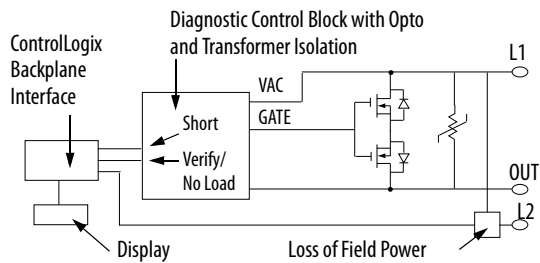 Diagnostic Control Block with Opto
and Transformer Isolation
ControlLogix
Backplane
Interface
L1
VAC
GATE
Short
Verify/
No Load
OUT
L2
Display
Loss of Field Power